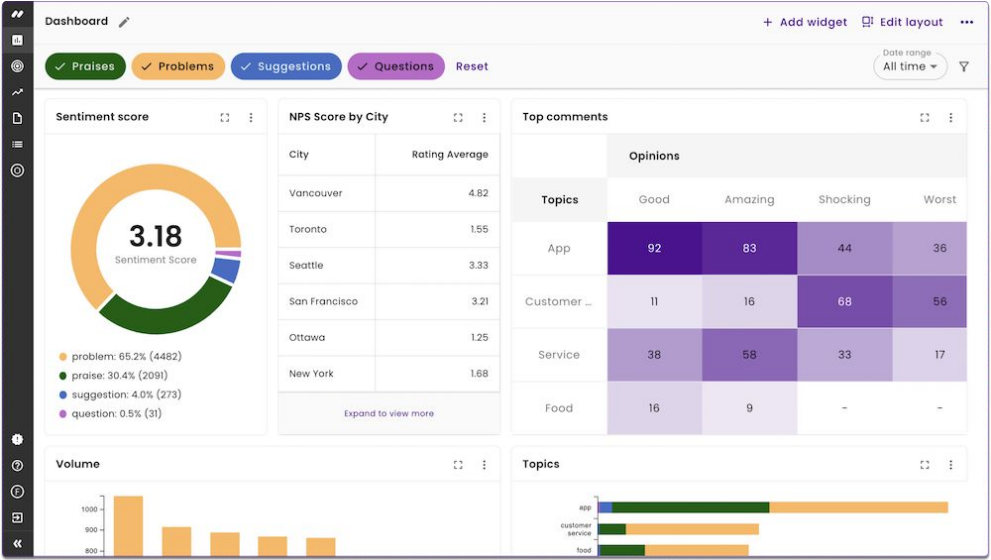 Dashboard
+ Add widget
Edit layout
Praises
Problems
Suggestions
Questions
Reset
Date range
All time
Sentiment score
3.18
Sentiment Score
problem: 65.2% (4482)
praise: 30.4% (2091)
suggestion: 4.0% (273)
question: 0.5% (31)
NPS Score by City
City Rating Average
Vancouver 4.82
Toronto 1.55
Seattle 3.33
San Francisco 3.21
Ottawa 1.25
New York 1.68
Expand to view more
Top comments
Opinions
Topics Good Amazing Shocking Worst
App 92 83 44 36
Customer ... 11 16 68 56
Service 38 58 33 17
Food 16 9 - -
Volume
1000
900
800
Topics
app
customer
service
food
F